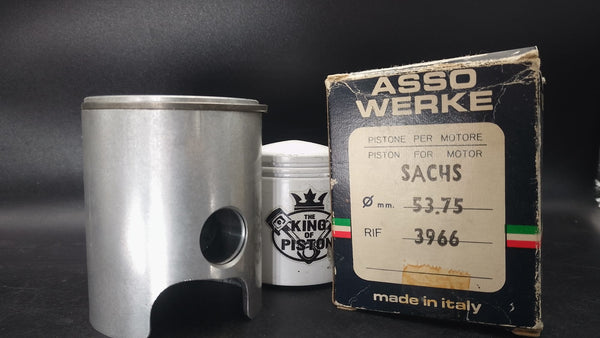 THE
KING
OF
PISTON
ASSO
WERKE
PISTONE PER MOTORE
PISTON FOR MOTOR
SACHS
Ø mm. 53.75
RIF 3966
made in italy